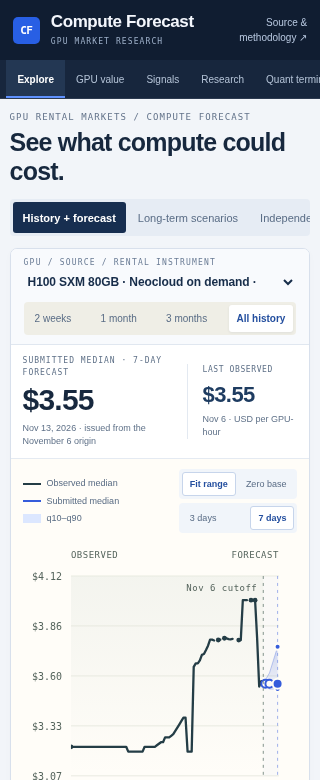 CF
Compute Forecast
GPU MARKET RESEARCH
Source &
methodology ↗
Explore
GPU value
Signals
Research
GPU RENTAL MARKETS / COMPUTE FORECAST
See what compute could
cost.
History + forecast
Long-term scenarios
GPU / SOURCE / RENTAL INSTRUMENT
H100 SXM 80GB · Neocloud on demand ·
2 weeks
1 month
3 months
All history
SUBMITTED MEDIAN · 7-DAY
FORECAST
$3.55
Nov 13, 2026 · issued from the
November 6 origin
LAST OBSERVED
$3.55
Nov 6 · USD per GPU-
hour
Observed median
Submitted median
q10–q90
Fit range
Zero base
3 days
7 days
OBSERVED
FORECAST
Nov 6 cutoff
$4.12
$3.86
$3.60
$3.33
$3.07